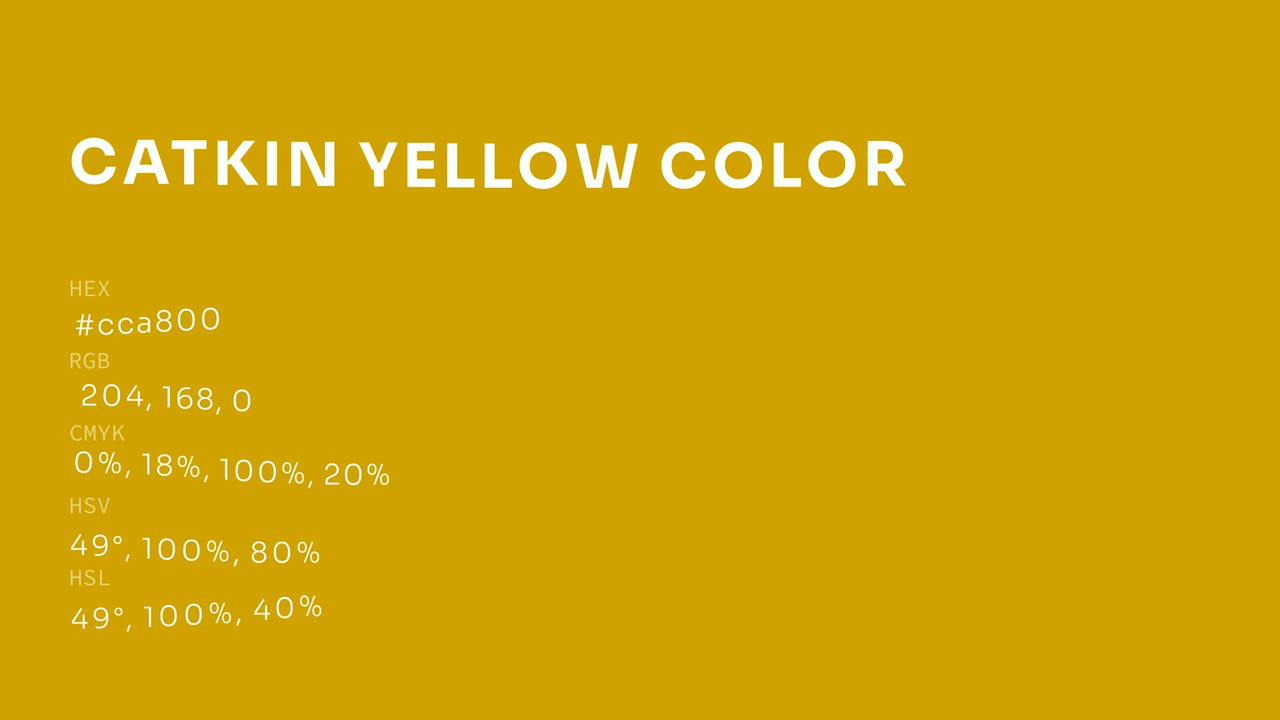 CATKIN YELLOW COLOR
HEX
#cca800
RGB
204, 168, 0
CMYK
0%, 18%, 100%, 20%
HSV
49°, 100%, 80%
HSL
49°, 100%, 40%